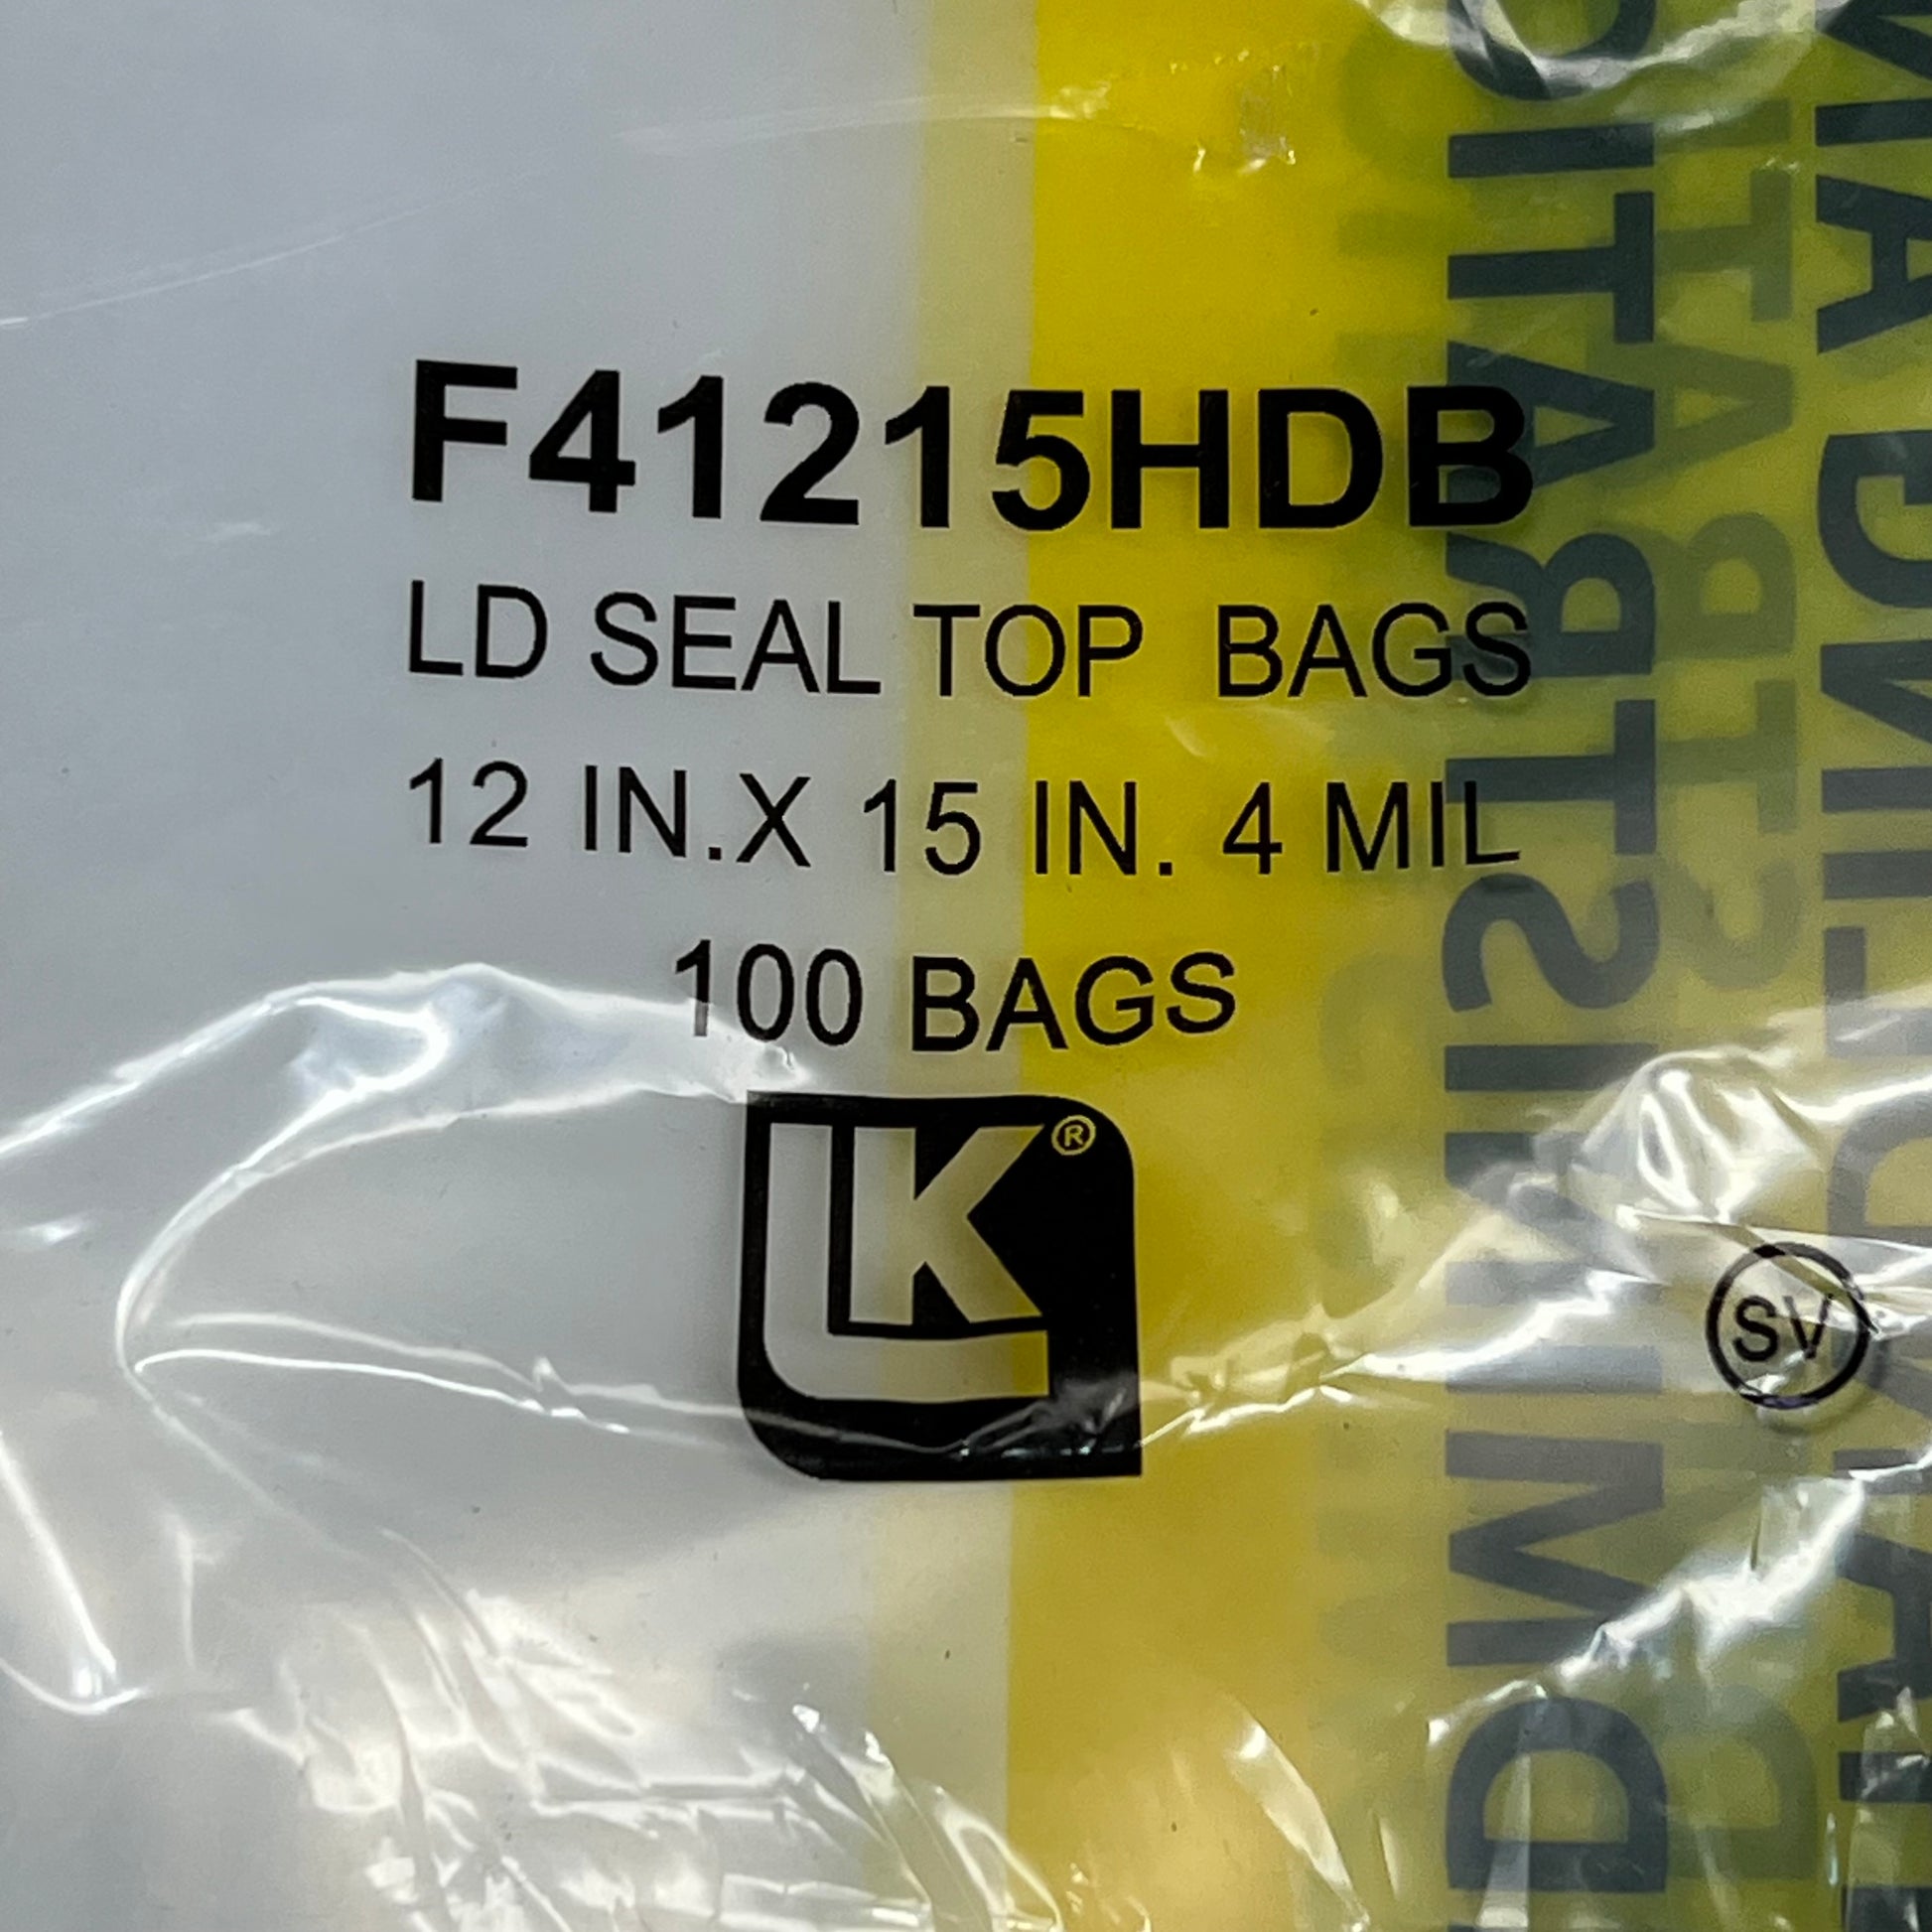 F41215HDB
LD SEAL TOP BAGS
12 IN.X 15 IN. 4 MIL
100 BAGS
LK®
SV